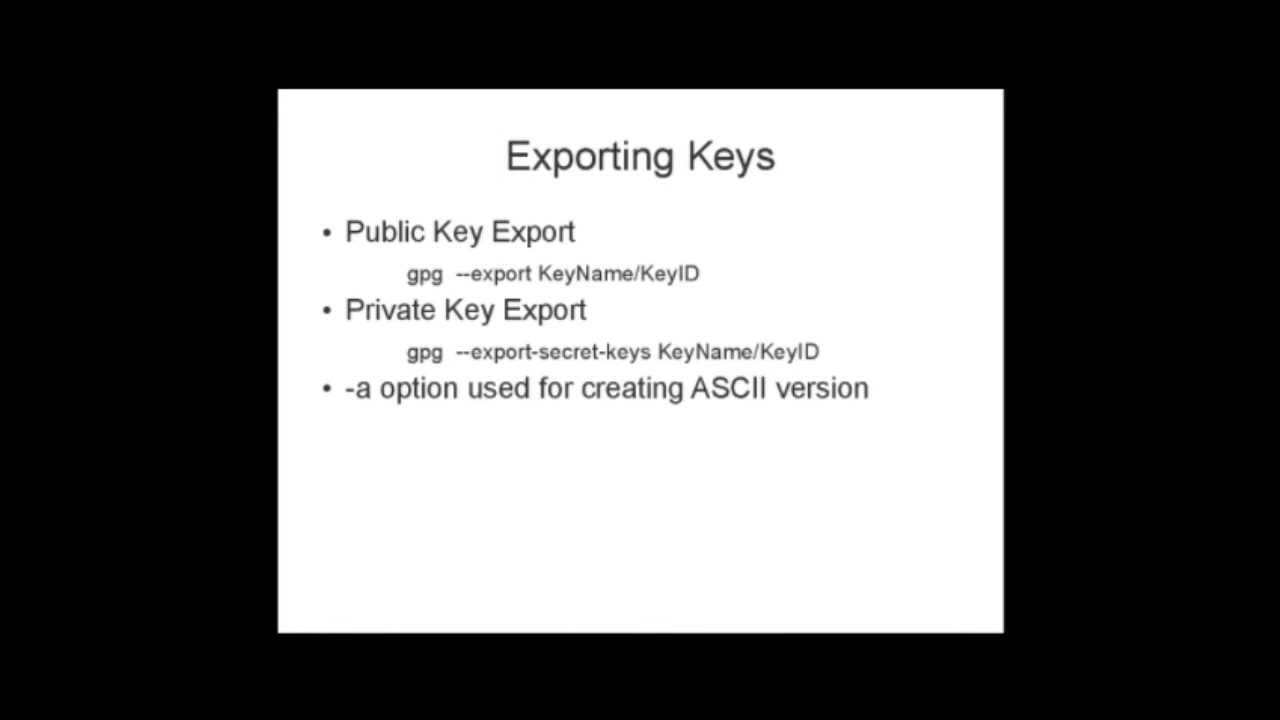 Exporting Keys
• Public Key Export
gpg --export KeyName/KeyID
• Private Key Export
gpg --export-secret-keys KeyName/KeyID
• -a option used for creating ASCII version